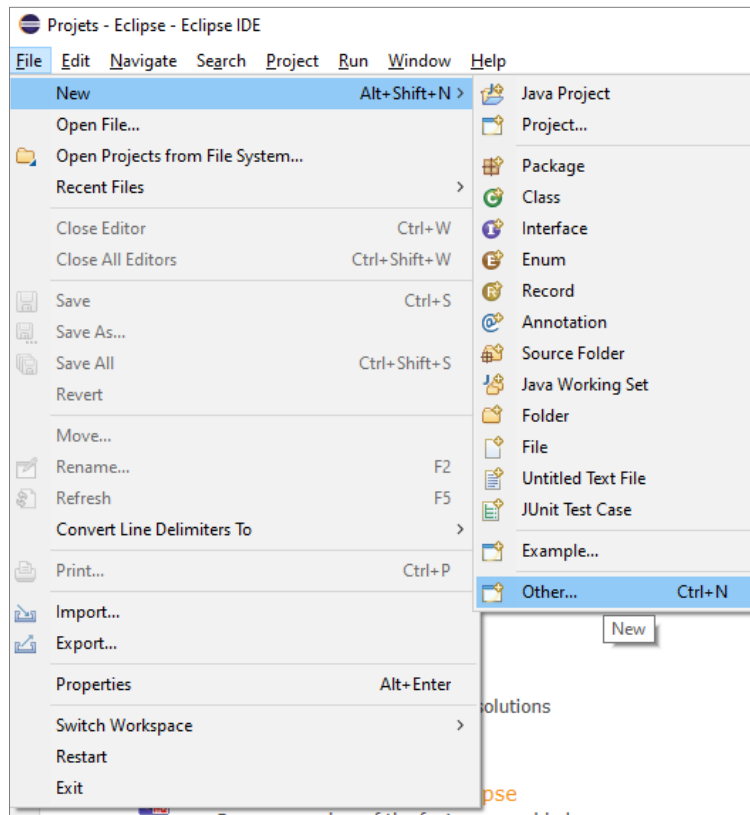 Projets - Eclipse - Eclipse IDE
File Edit Navigate Search Project Run Window Help
New Alt+Shift+N >
Open File...
Open Projects from File System...
Recent Files >
Close Editor Ctrl+W
Close All Editors Ctrl+Shift+W
Save Ctrl+S
Save As...
Save All Ctrl+Shift+S
Revert
Move...
Rename... F2
Refresh F5
Convert Line Delimiters To >
Print... Ctrl+P
Import...
Export...
Properties Alt+Enter
Switch Workspace >
Restart
Exit
Java Project
Project...
Package
Class
Interface
Enum
Record
Annotation
Source Folder
Java Working Set
Folder
File
Untitled Text File
JUnit Test Case
Example...
Other... Ctrl+N
New
solutions
pse